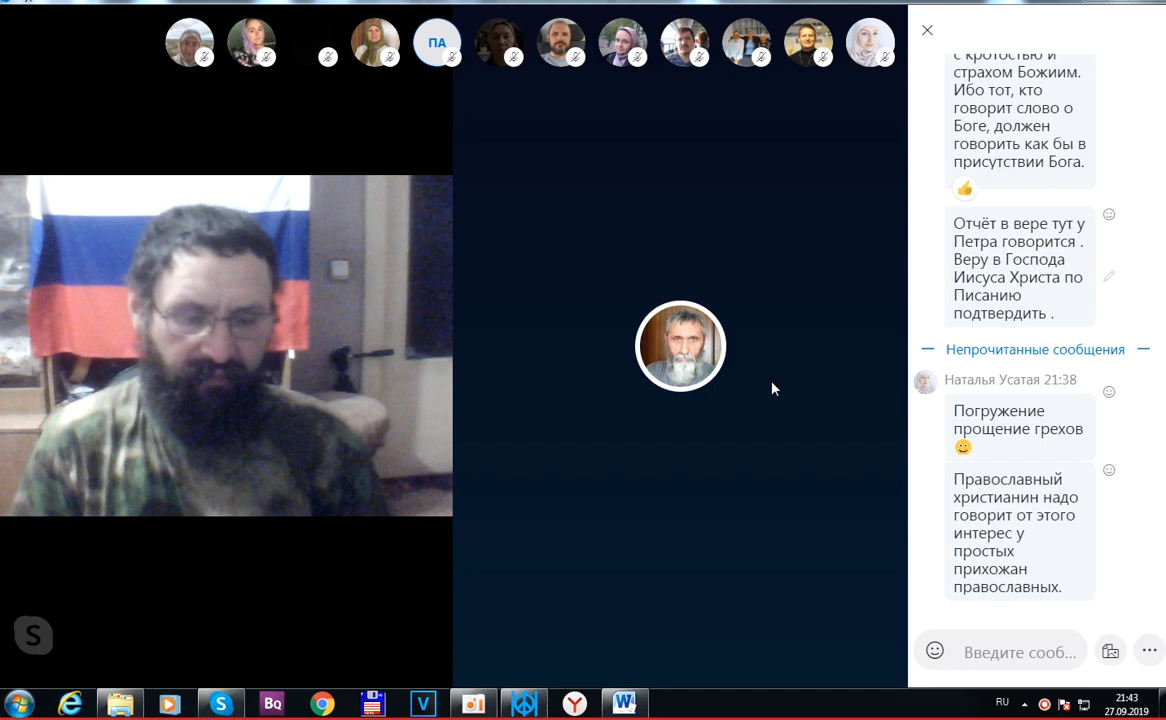 ПА
с кротостью и
страхом Божиим.
Ибо тот, кто
говорит слово о
Боге, должен
говорить как бы в
присутствии Бога.
Отчёт в вере тут у
Петра говорится .
Веру в Господа
Иисуса Христа по
Писанию
подтвердить .
Непрочитанные сообщения
Наталья Усатая 21:38
Погружение
прощение грехов
Православный
христианин надо
говорит от этого
интерес у
простых
прихожан
православных.
S
Введите сооб...
Bq
V
W
RU
21:43
27.09.2019